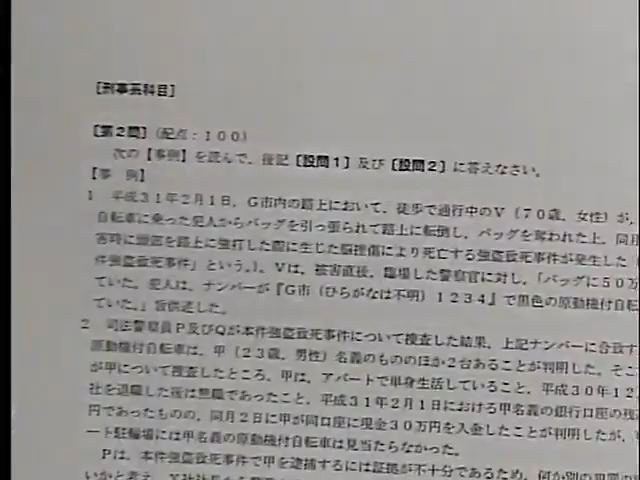 ［刑事系科目］
［第２問］（配点：１００）
次の【事例】を読んで，後記［設問１］及び［設問２］に答えなさい。
【事　例】
１　平成３１年２月１日，Ｇ市内の路上において，徒歩で通行中のＶ（７０歳，女性）が，
自転車に乗った犯人からバッグを引っ張られて路上に転倒し，バッグを奪われた上，同月
害時に頭部を路上に強打した際に生じた脳挫傷により死亡する強盗致死事件が発生した（
件強盗致死事件」という。）。Ｖは，被害直後，臨場した警察官に対し，「バッグに５０万
ていた。犯人は，ナンバーが『Ｇ市（ひらがなは不明）１２３４』で黒色の原動機付自転
ていた。」旨供述した。
２　司法警察員Ｐ及びＱが本件強盗致死事件について捜査した結果，上記ナンバーに合致す
原動機付自転車は，甲（２３歳，男性）名義のもののほか２台あることが判明した。そこ
が甲について捜査したところ，甲は，アパートで単身生活していること，平成３０年１２
社を退職した後は無職であったこと，平成３１年２月１日における甲名義の銀行口座の残
円であったものの，同月２日に甲が同口座に現金３０万円を入金したことが判明したが，
ート駐輪場には甲名義の原動機付自転車は見当たらなかった。
Ｐは，本件強盗致死事件で甲を逮捕するには証拠が不十分であるため，何か別の
いかと考え